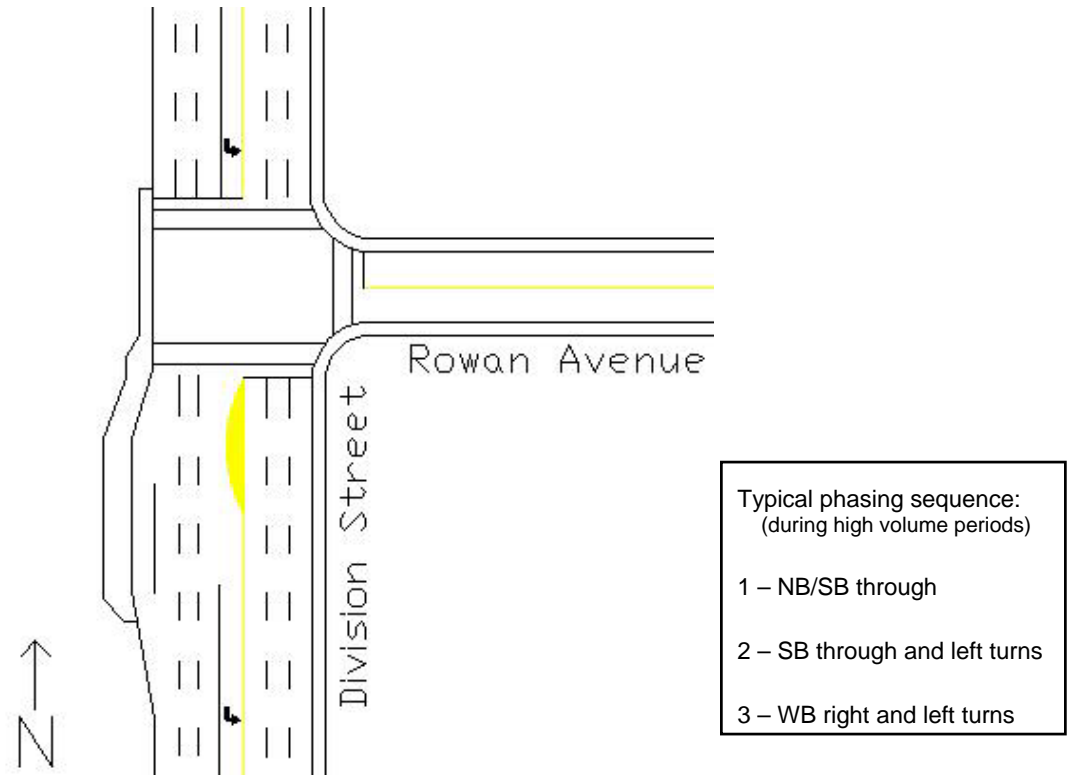 Rowan Avenue
Division Street
Typical phasing sequence:
(during high volume periods)
1 – NB/SB through
2 – SB through and left turns
3 – WB right and left turns
N